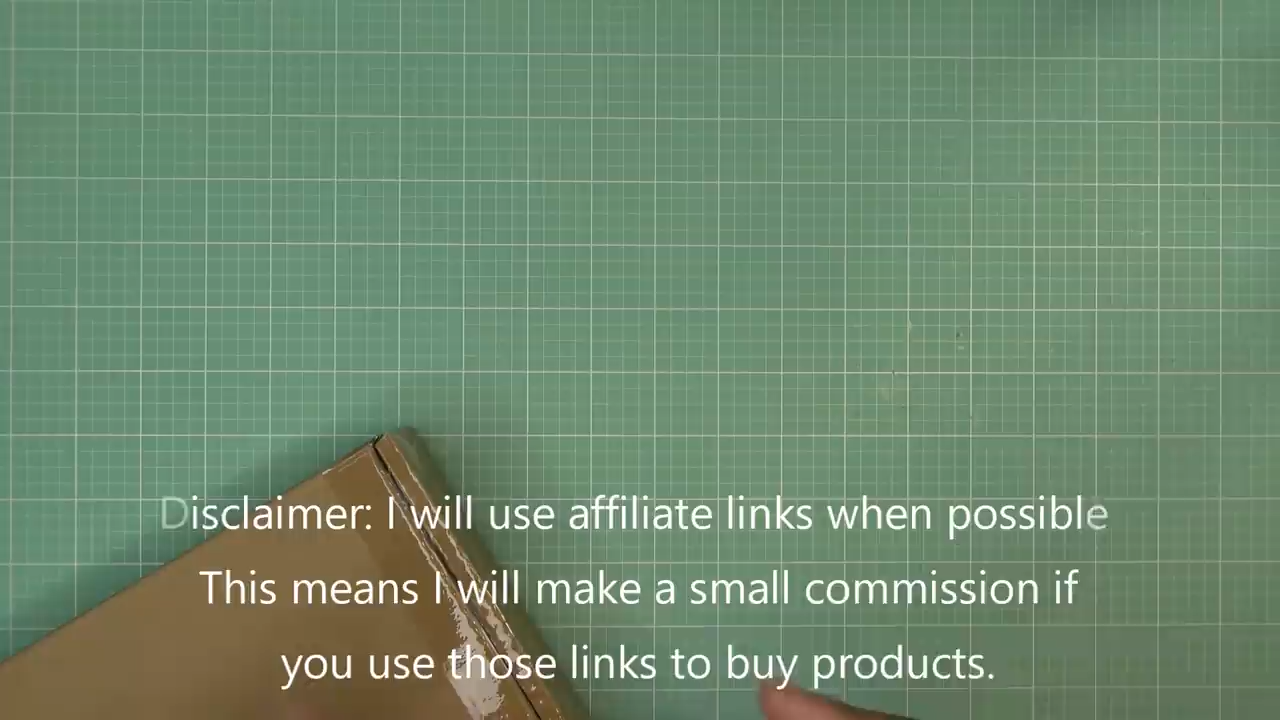 Disclaimer: I will use affiliate links when possible
This means I will make a small commission if
you use those links to buy products.